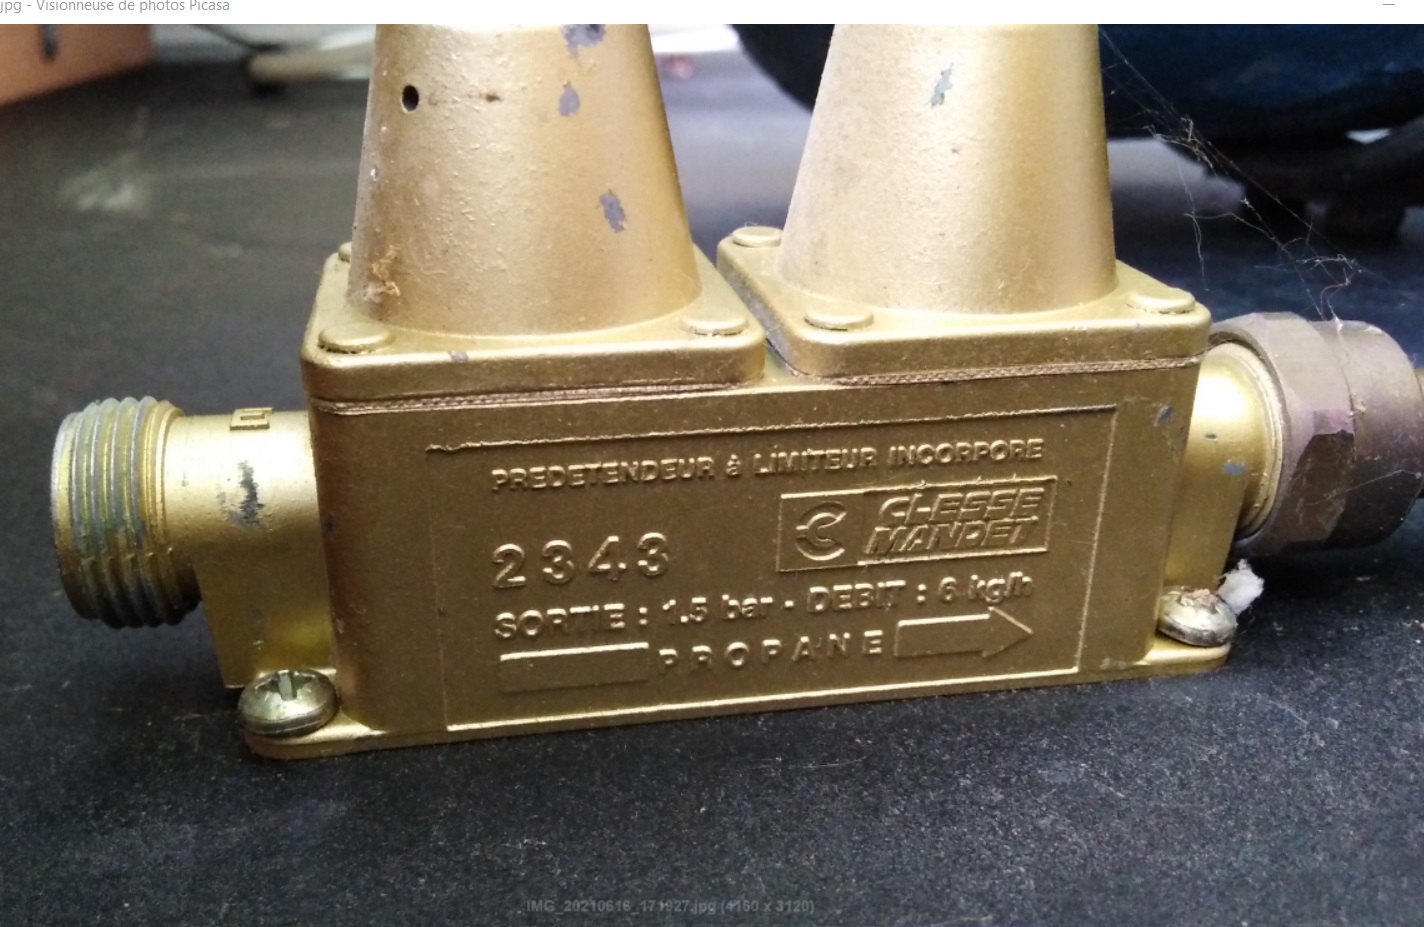 jpg - Visionneuse de photos Picasa
PREDETENDEUR à LIMITEUR INCORPORE
CLESSE
MANDET
2343
SORTIE : 1.5 bar - DEBIT : 6 kg/h
PROPANE
IMG_20210616_171927.jpg (4160 x 3120)